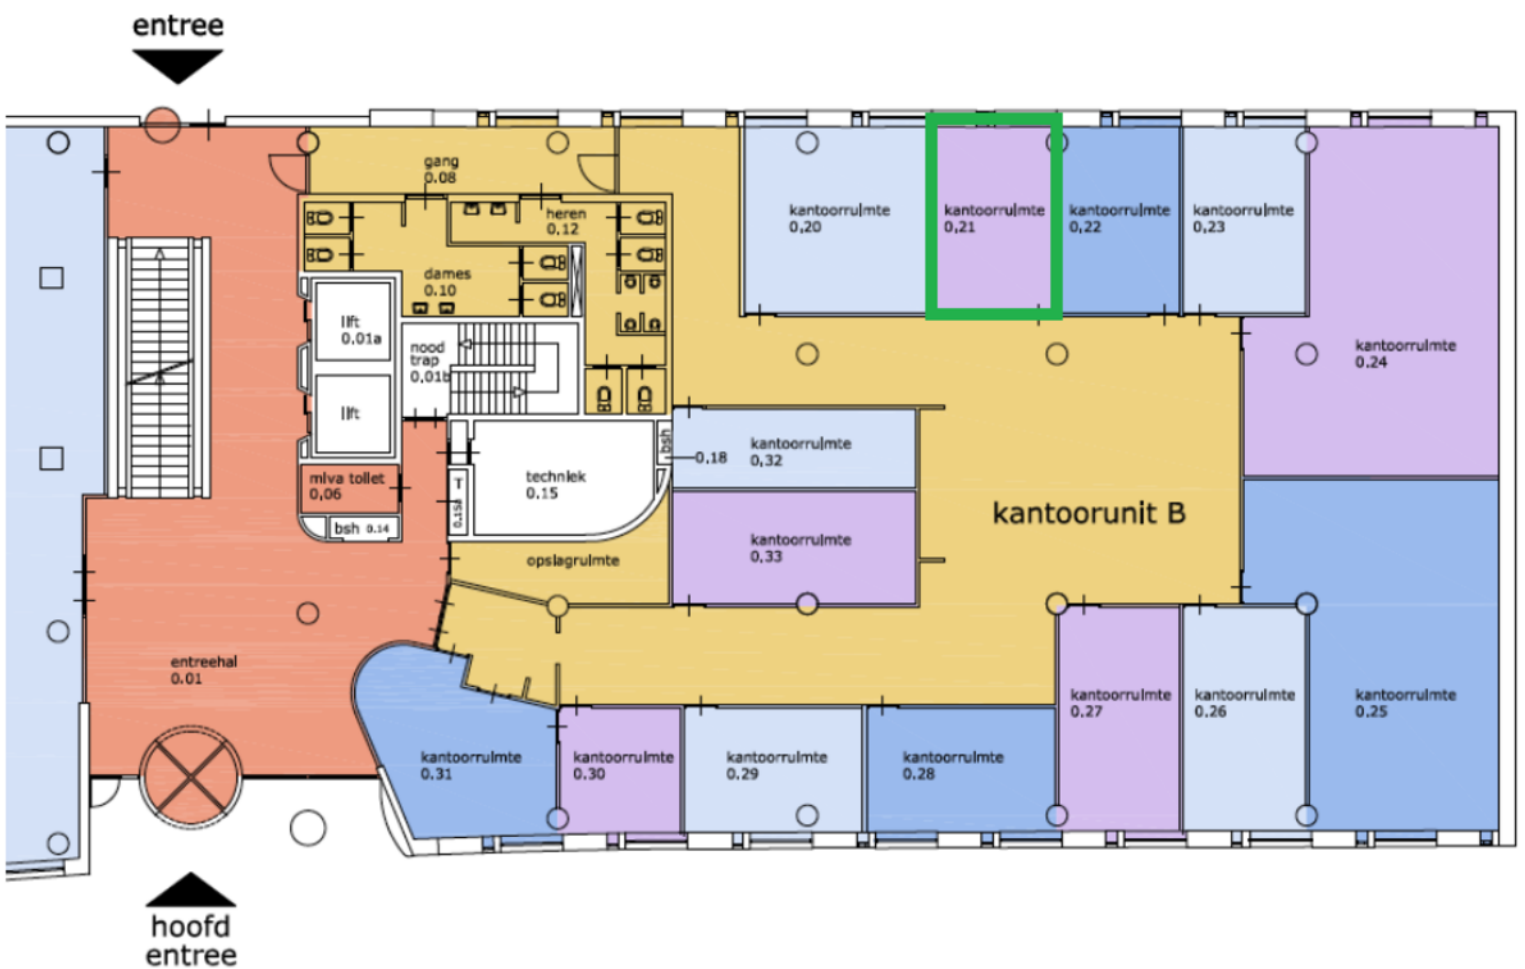 entree
gang
0.08
heren
0.12
dames
0.10
lift
0.01a
nood
trap
0.01b
lift
mlva tollet
0,06
bsh 0.14
T
0.15a
techniek
0.15
bsh
0.18
opslagruimte
entreehal
0.01
kantoorruimte
0,20
kantoorruimte
0,21
kantoorruimte
0,22
kantoorruimte
0,23
kantoorruimte
0.24
kantoorruimte
0,32
kantoorruimte
0.33
kantoorunit B
kantoorruimte
0.25
kantoorruimte
0.26
kantoorruimte
0.27
kantoorruimte
0.28
kantoorruimte
0.29
kantoorruimte
0.30
kantoorruimte
0.31
hoofd
entree